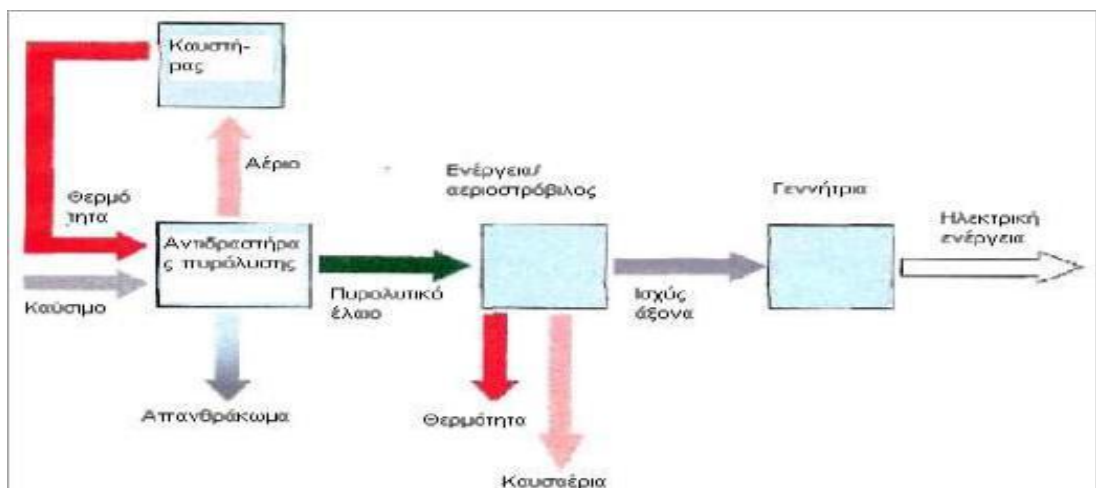 Καυστή-
ρας
Αέριο
Θερμό
τητα
Ενέργεια/
αεριοστρόβιλος
Γεννήτρια
Ηλεκτρική
ενέργεια
Αντιδραστήρα
ς πυρόλυσης
Καύσιμο
Πυρολυτικό
έλαιο
Ισχύς
άξονα
Απανθράκωμα
Θερμότητα
Καυσαέρια